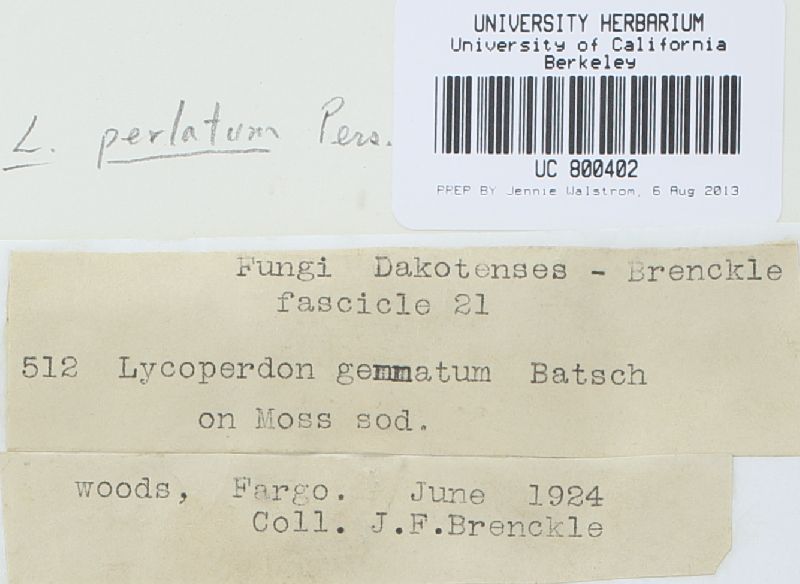 UNIVERSITY HERBARIUM
University of California
Berkeley
UC 800402
PREP BY Jennie Walstrom, 6 Aug 2013
L. perlatum Pers.
Fungi Dakotenses - Brenckle
fascicle 21
512 Lycoperdon gemmatum Batsch
on Moss sod.
woods, Fargo. June 1924
Coll. J.F.Brenckle